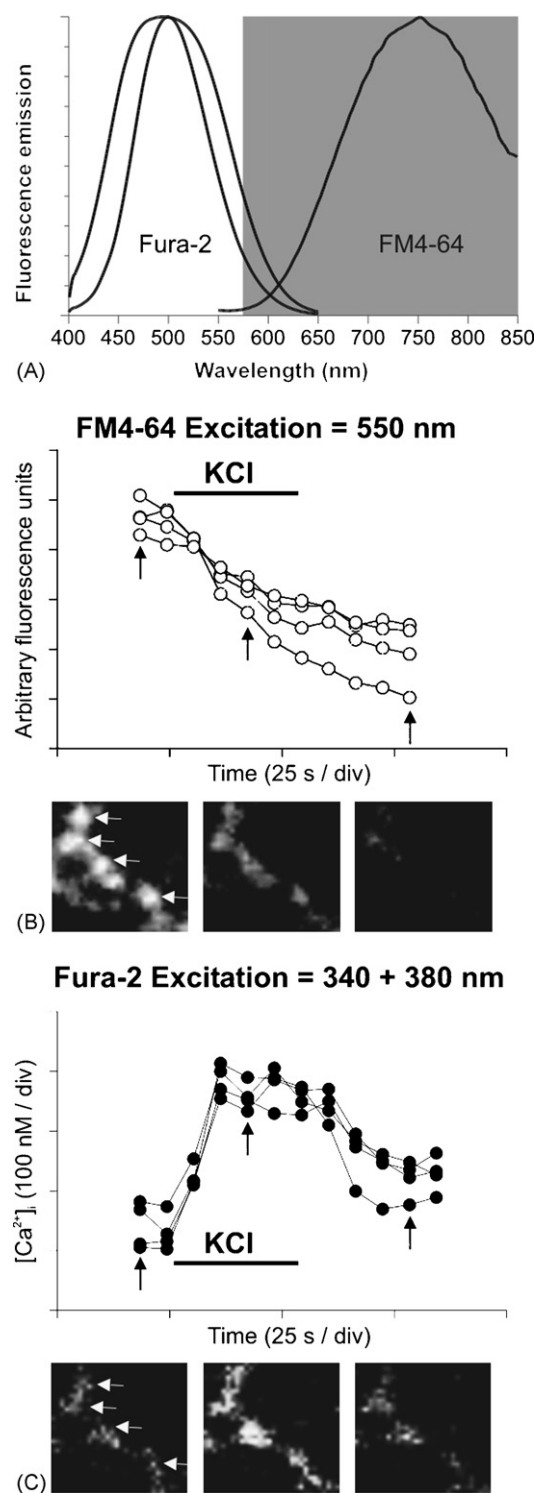 Fluorescence emission
Fura-2
FM4-64
400 450 500 550 600 650 700 750 800 850
(A)
Wavelength (nm)
FM4-64 Excitation = 550 nm
KCl
Arbitrary fluorescence units
Time (25 s / div)
(B)
Fura-2 Excitation = 340 + 380 nm
[Ca²⁺]ᵢ (100 nM / div)
KCl
Time (25 s / div)
(C)